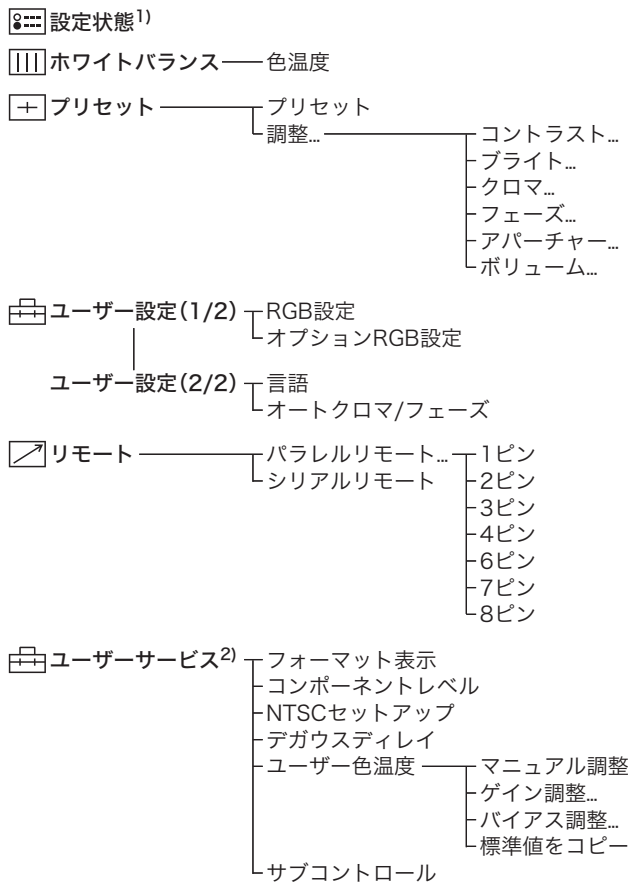 設定状態1)
ホワイトバランス 色温度
プリセット プリセット
調整... コントラスト...
ブライト...
クロマ...
フェーズ...
アパーチャー...
ボリューム...
ユーザー設定(1/2) RGB設定
オプションRGB設定
ユーザー設定(2/2) 言語
オートクロマ/フェーズ
リモート パラレルリモート... 1ピン
シリアルリモート 2ピン
3ピン
4ピン
6ピン
7ピン
8ピン
ユーザーサービス2) フォーマット表示
コンポーネントレベル
NTSCセットアップ
デガウスディレイ
ユーザー色温度 マニュアル調整
ゲイン調整...
バイアス調整...
標準値をコピー
サブコントロール